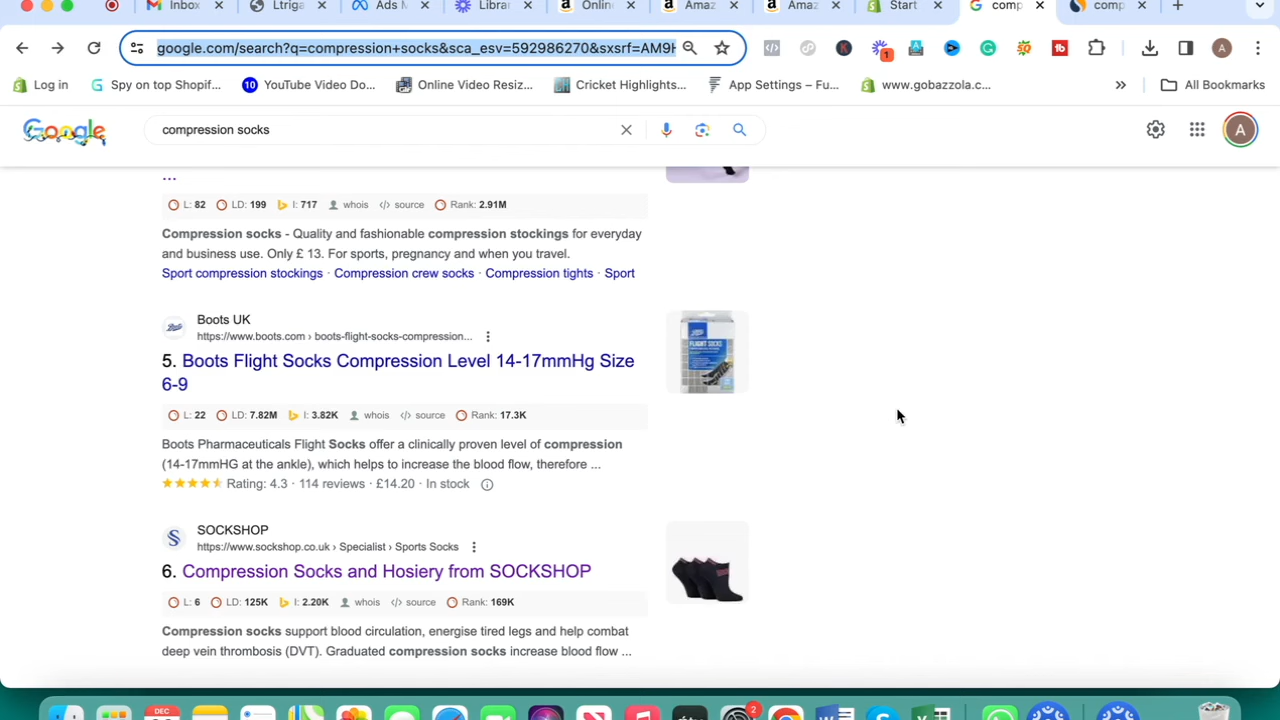 Inbox
Ltriga
Ads M
Librar
Onlin
Amaz
Amaz
Start
comp
comp
google.com/search?q=compression+socks&sca_esv=592986270&sxsrf=AM9H
1
Log in
Spy on top Shopif...
10 YouTube Video Do...
Online Video Resiz...
Cricket Highlights...
App Settings – Fu...
www.gobazzola.c...
»
All Bookmarks
Google
compression socks
A
...
L: 82 LD: 199 I: 717 whois </> source Rank: 2.91M
Compression socks - Quality and fashionable compression stockings for everyday
and business use. Only £ 13. For sports, pregnancy and when you travel.
Sport compression stockings · Compression crew socks · Compression tights · Sport
Boots UK
https://www.boots.com › boots-flight-socks-compression...
5. Boots Flight Socks Compression Level 14-17mmHg Size
6-9
L: 22 LD: 7.82M I: 3.82K whois </> source Rank: 17.3K
Boots Pharmaceuticals Flight Socks offer a clinically proven level of compression
(14-17mmHG at the ankle), which helps to increase the blood flow, therefore ...
Rating: 4.3 · 114 reviews · £14.20 · In stock
SOCKSHOP
https://www.sockshop.co.uk › Specialist › Sports Socks
6. Compression Socks and Hosiery from SOCKSHOP
L: 6 LD: 125K I: 2.20K whois </> source Rank: 169K
Compression socks support blood circulation, energise tired legs and help combat
deep vein thrombosis (DVT). Graduated compression socks increase blood flow ...
DEC
2